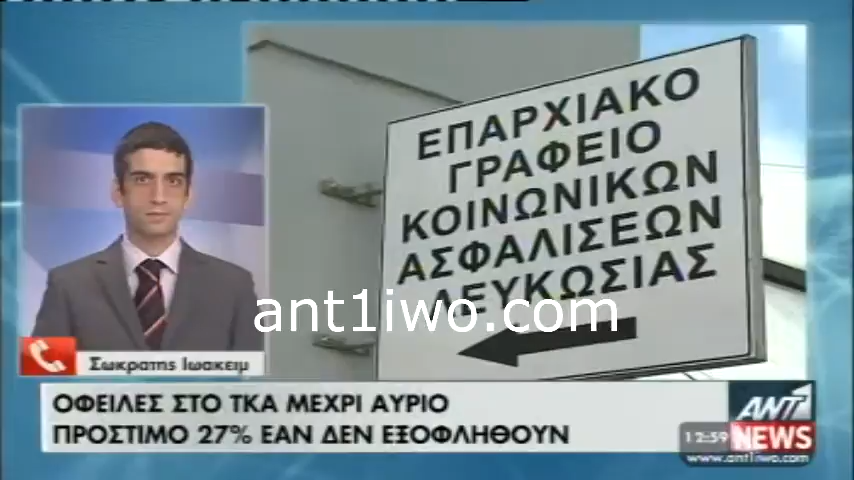 ΕΠΑΡΧΙΑΚΟ
ΓΡΑΦΕΙΟ
ΚΟΙΝΩΝΙΚΩΝ
ΑΣΦΑΛΙΣΕΩΝ
ΛΕΥΚΩΣΙΑΣ
ant1iwo.com
Σωκρατης Ιωακειμ
ΟΦΕΙΛΕΣ ΣΤΟ ΤΚΑ ΜΕΧΡΙ ΑΥΡΙΟ
ΠΡΟΣΤΙΜΟ 27% ΕΑΝ ΔΕΝ ΕΞΟΦΛΗΘΟΥΝ
ANT1
12:59 NEWS
www.ant1iwo.com